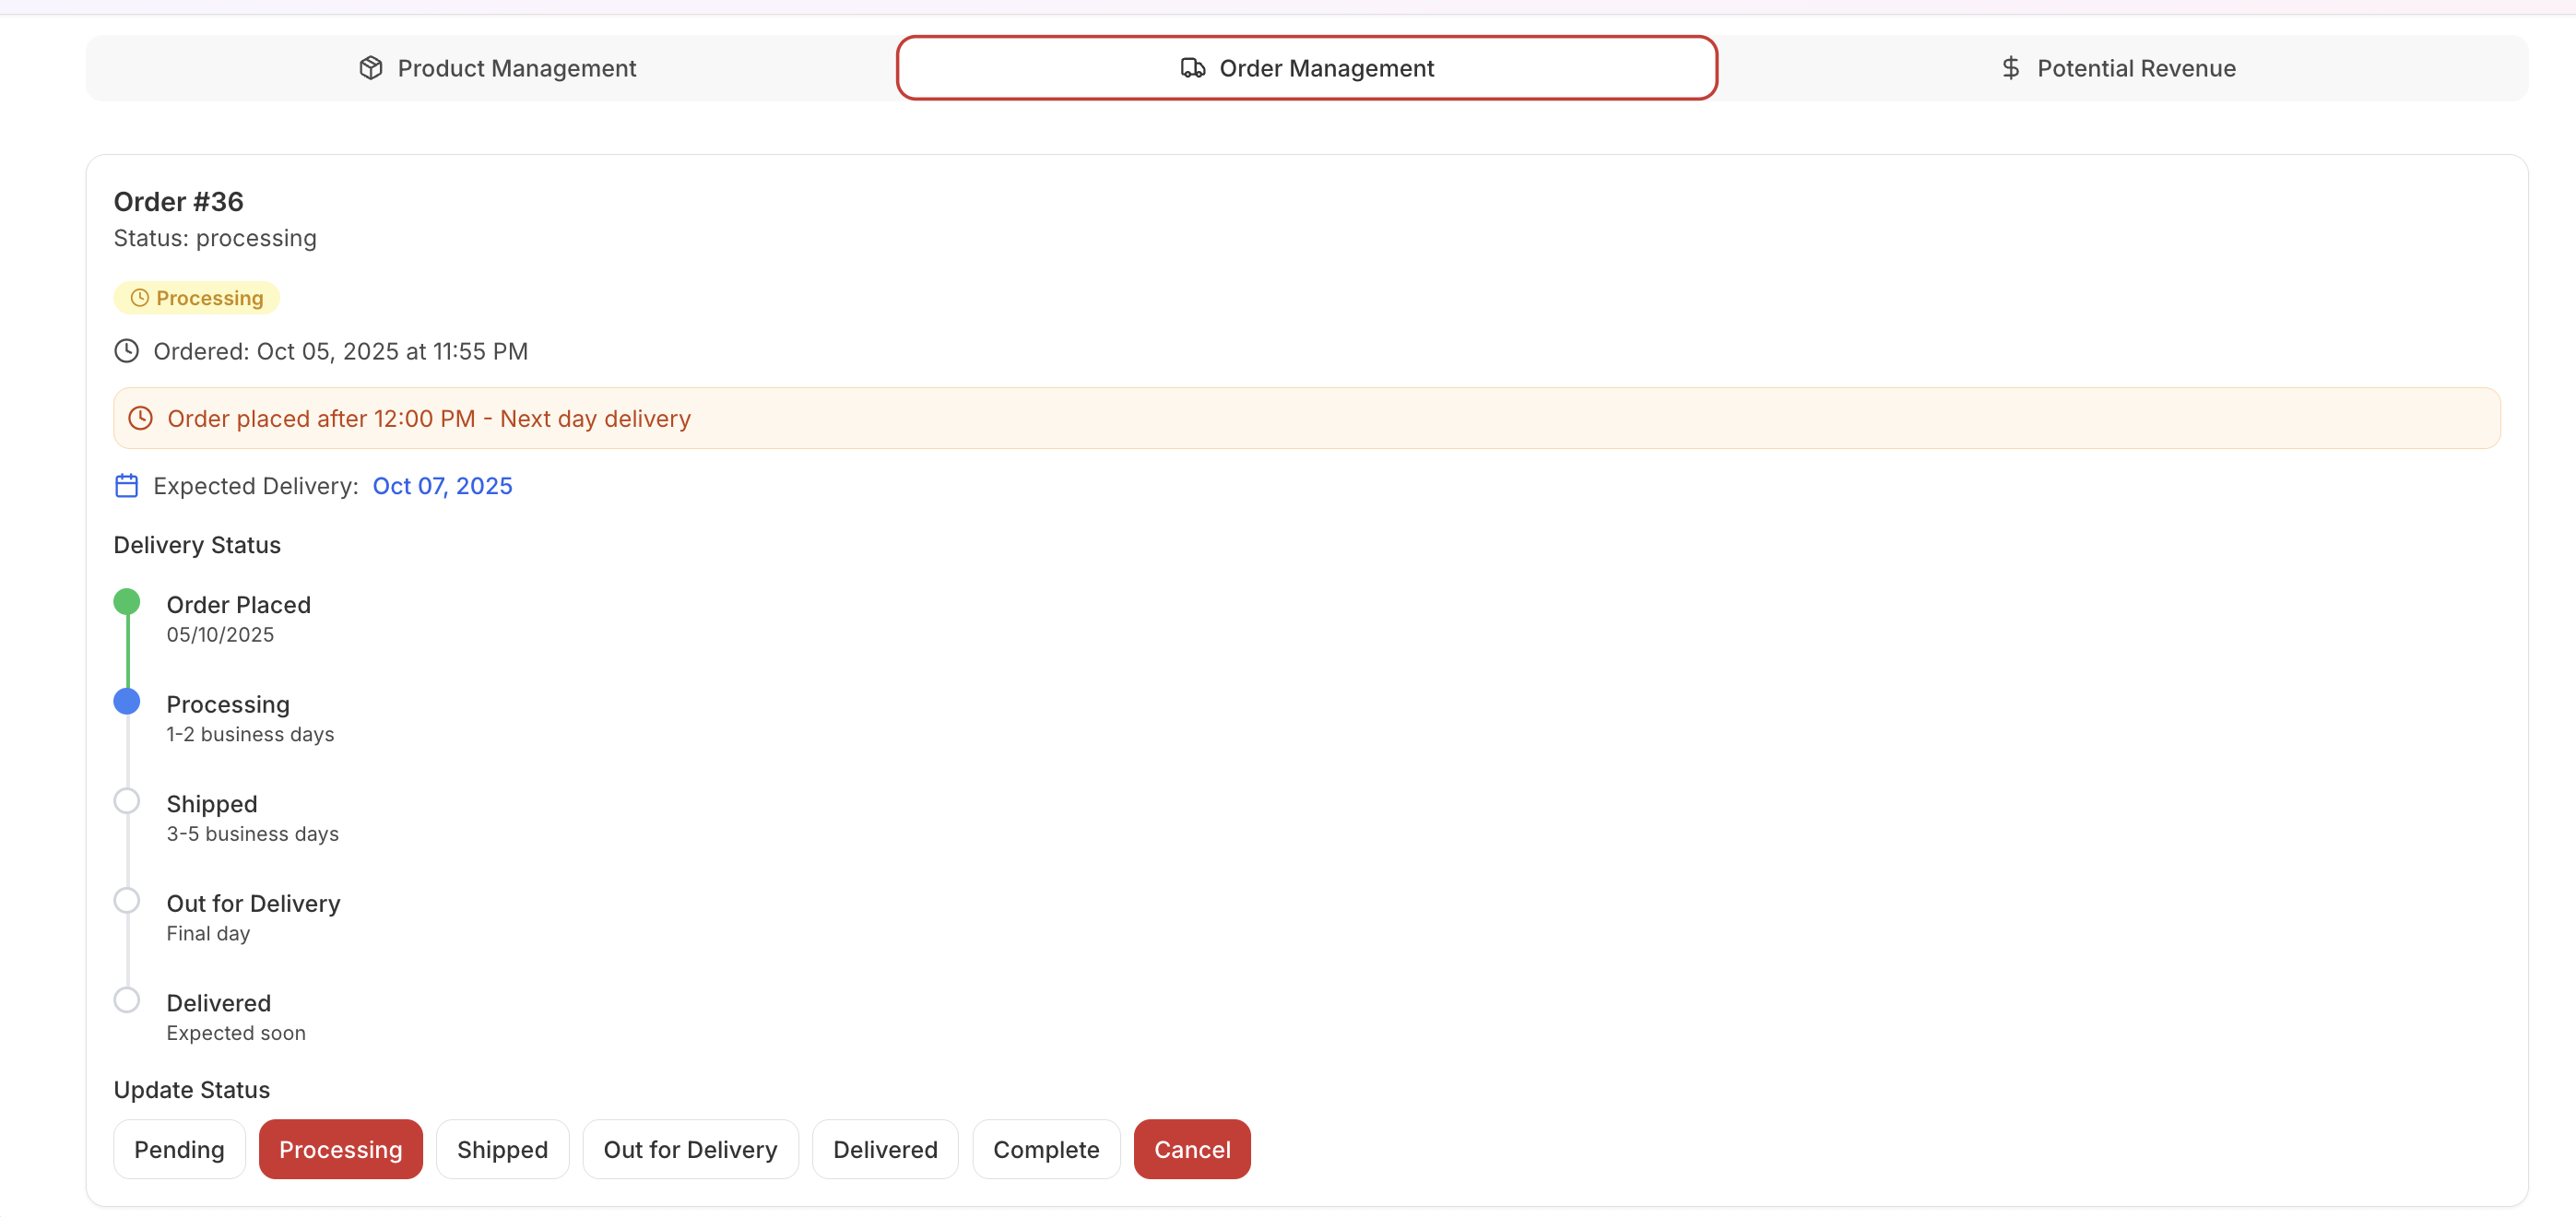 Product Management
Order Management
Potential Revenue
Order #36
Status: processing
Processing
Ordered: Oct 05, 2025 at 11:55 PM
Order placed after 12:00 PM - Next day delivery
Expected Delivery: Oct 07, 2025
Delivery Status
Order Placed
05/10/2025
Processing
1-2 business days
Shipped
3-5 business days
Out for Delivery
Final day
Delivered
Expected soon
Update Status
Pending
Processing
Shipped
Out for Delivery
Delivered
Complete
Cancel